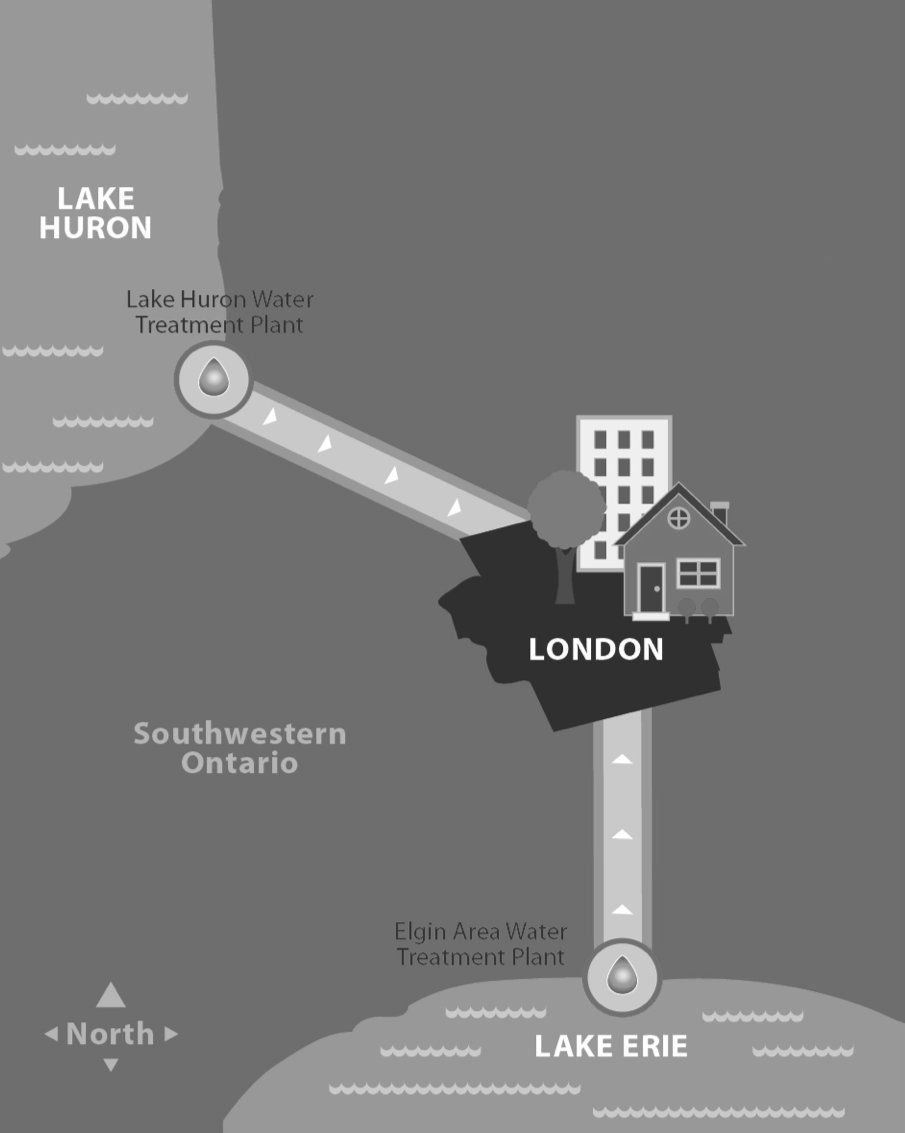 LAKE
HURON
Lake Huron Water
Treatment Plant
LONDON
Southwestern
Ontario
Elgin Area Water
Treatment Plant
North
LAKE ERIE